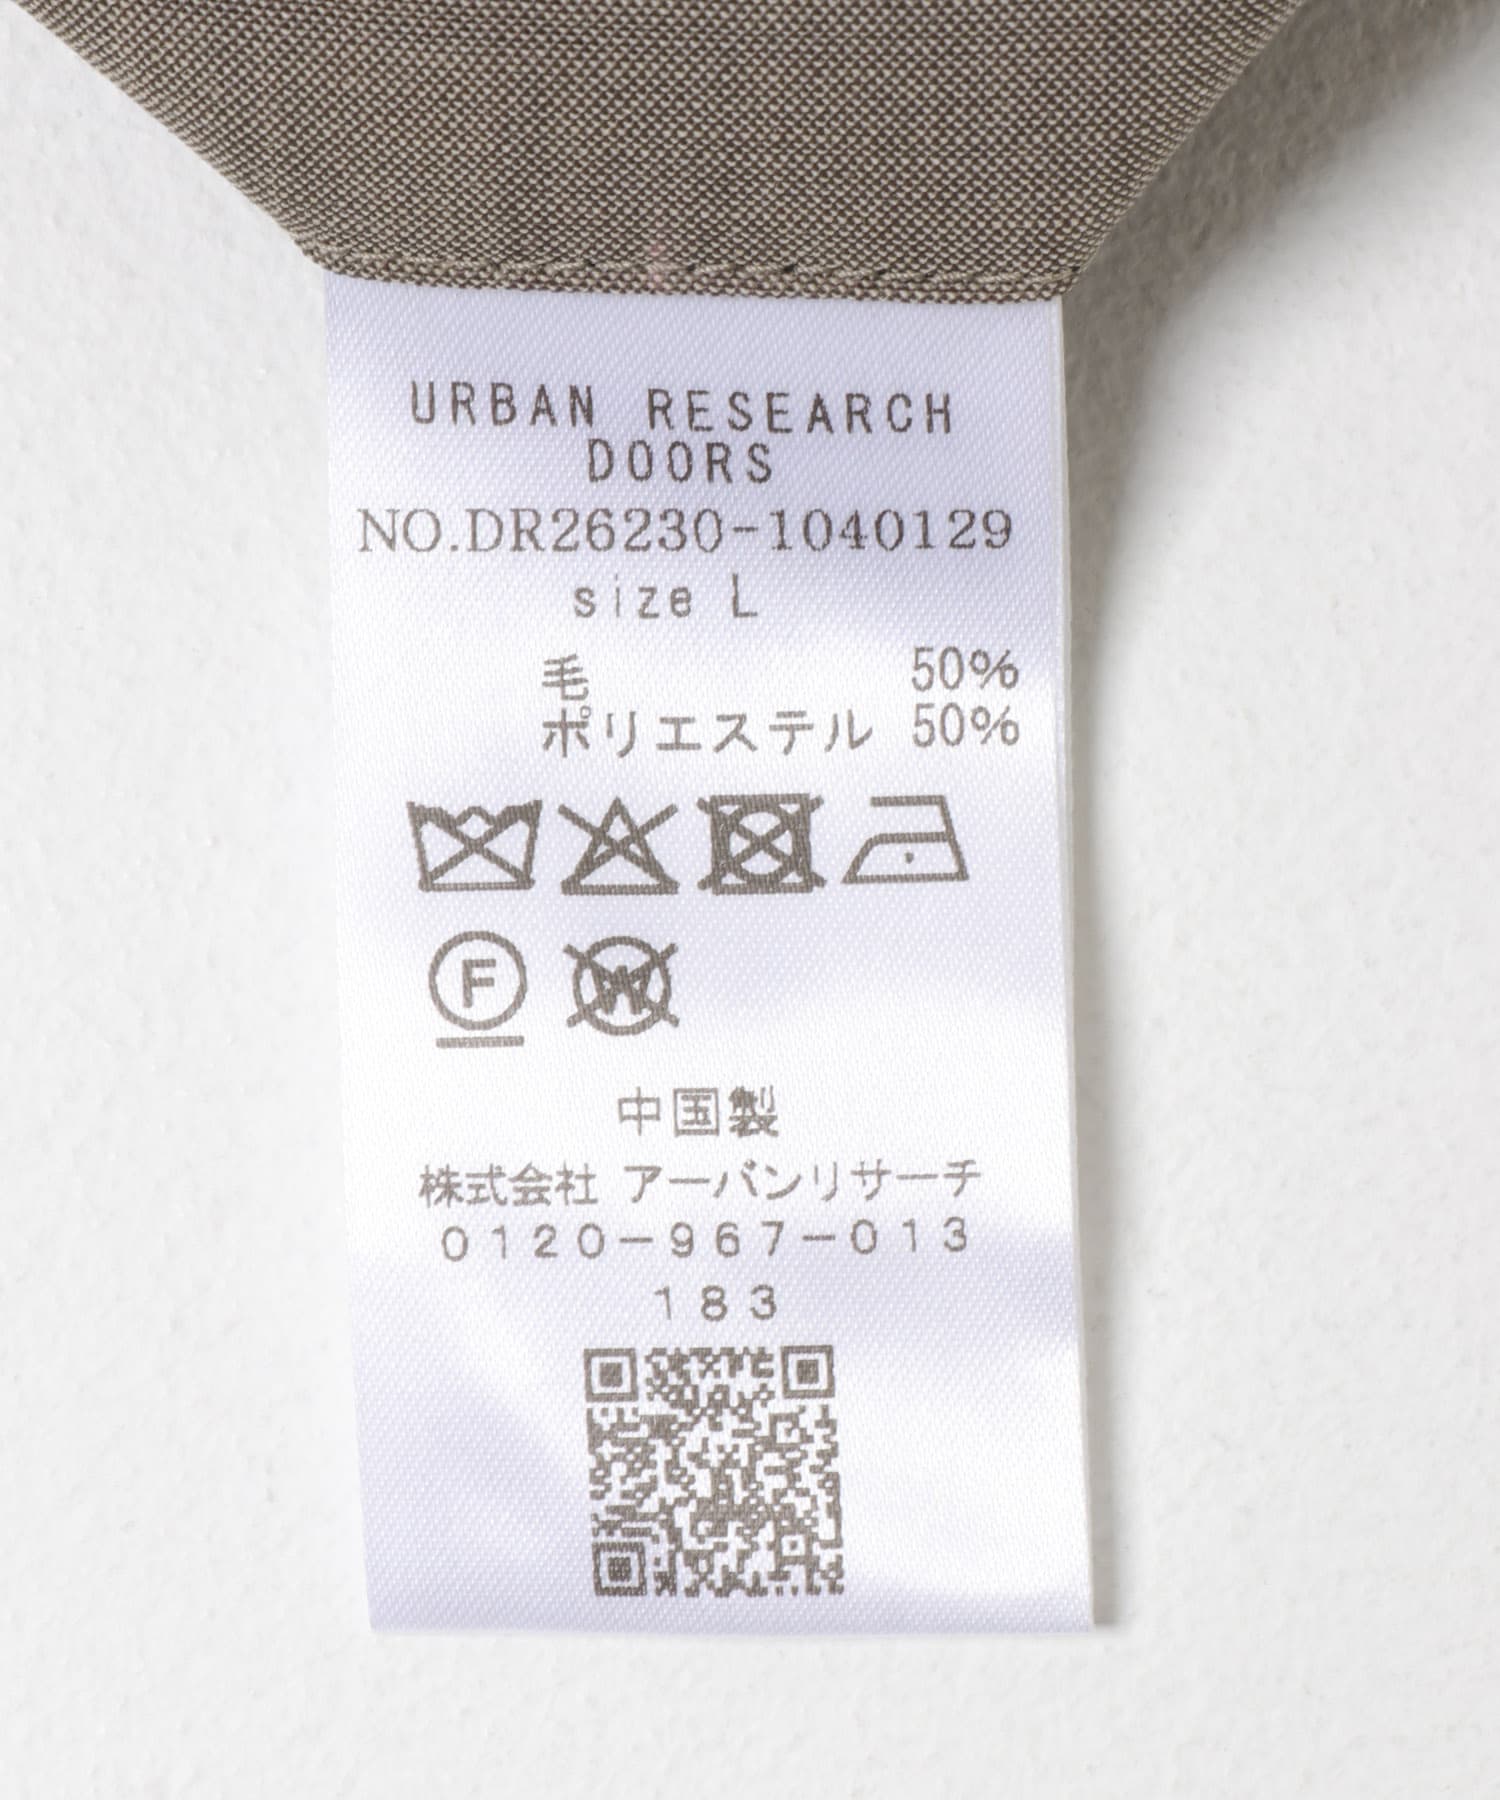 URBAN RESEARCH
DOORS
NO.DR26230-1040129
size L
毛 50%
ポリエステル 50%
F W
中国製
株式会社 アーバンリサーチ
0120-967-013
183